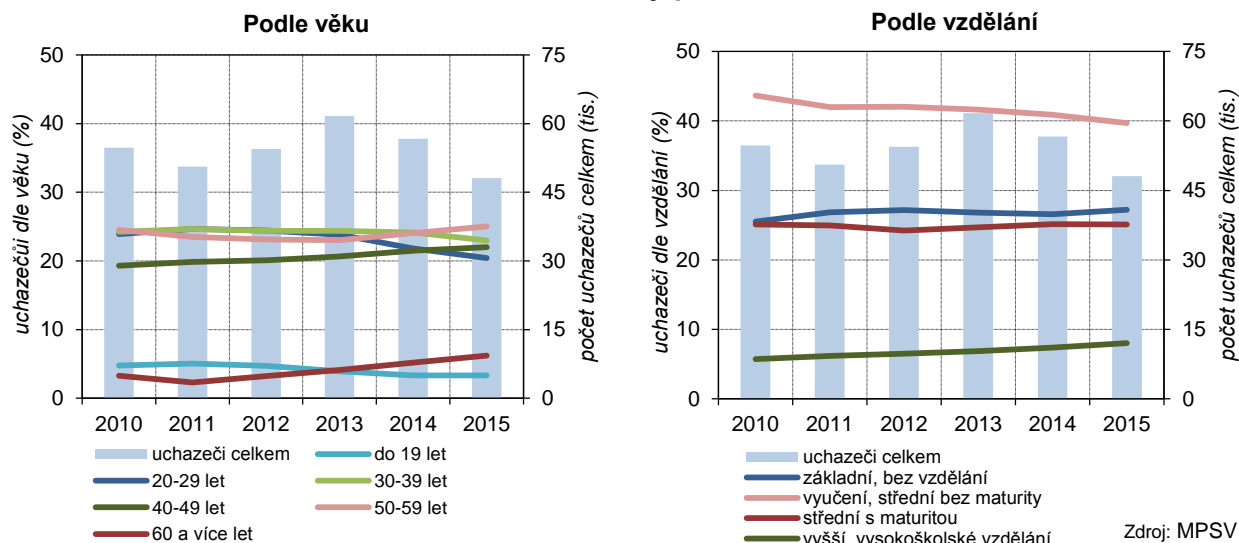 Podle věku
50
40
30
20
10
0
75
60
45
30
15
0
uchazečůi dle věku (%)
počet uchazečů celkem (tis.)
2010 2011 2012 2013 2014 2015
uchazeči celkem
do 19 let
20-29 let
30-39 let
40-49 let
50-59 let
60 a více let
Podle vzdělání
50
40
30
20
10
0
75
60
45
30
15
0
uchazeči dle vzdělání (%)
počet uchazečů celkem (tis.)
2010 2011 2012 2013 2014 2015
uchazeči celkem
základní, bez vzdělání
vyučení, střední bez maturity
střední s maturitou
vyšší, vysokoškolské vzdělání
Zdroj: MPSV